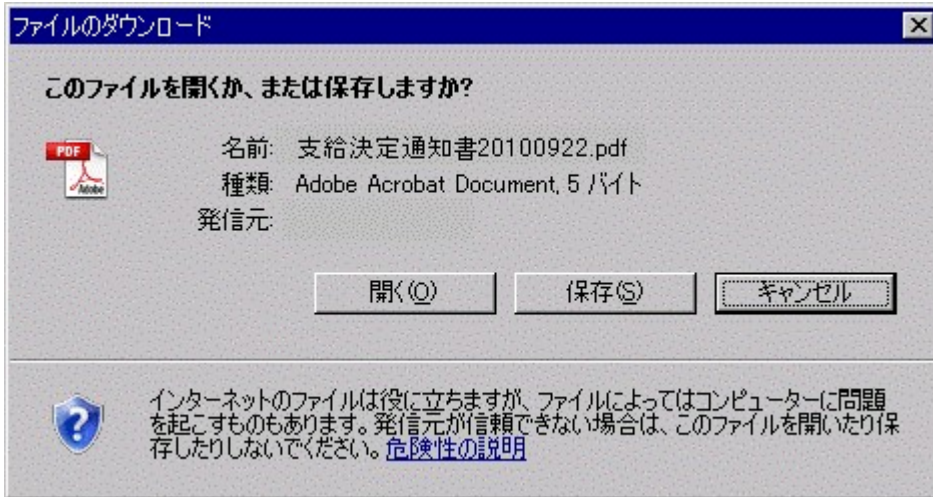 ファイルのダウンロード
このファイルを開くか、または保存しますか?
PDF
Adobe
名前: 支給決定通知書20100922.pdf
種類: Adobe Acrobat Document, 5 バイト
発信元:
開く(O) 保存(S) キャンセル
インターネットのファイルは役に立ちますが、ファイルによってはコンピューターに問題
を起こすものもあります。発信元が信頼できない場合は、このファイルを開いたり保
存したりしないでください。危険性の説明